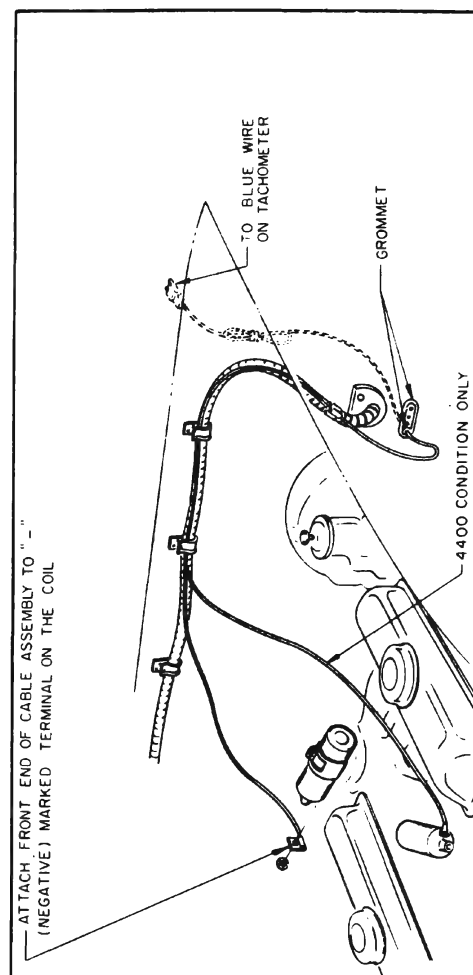 ATTACH FRONT END OF CABLE ASSEMBLY TO "-"
(NEGATIVE) MARKED TERMINAL ON THE COIL
TO BLUE WIRE
ON TACHOMETER
GROMMET
4400 CONDITION ONLY